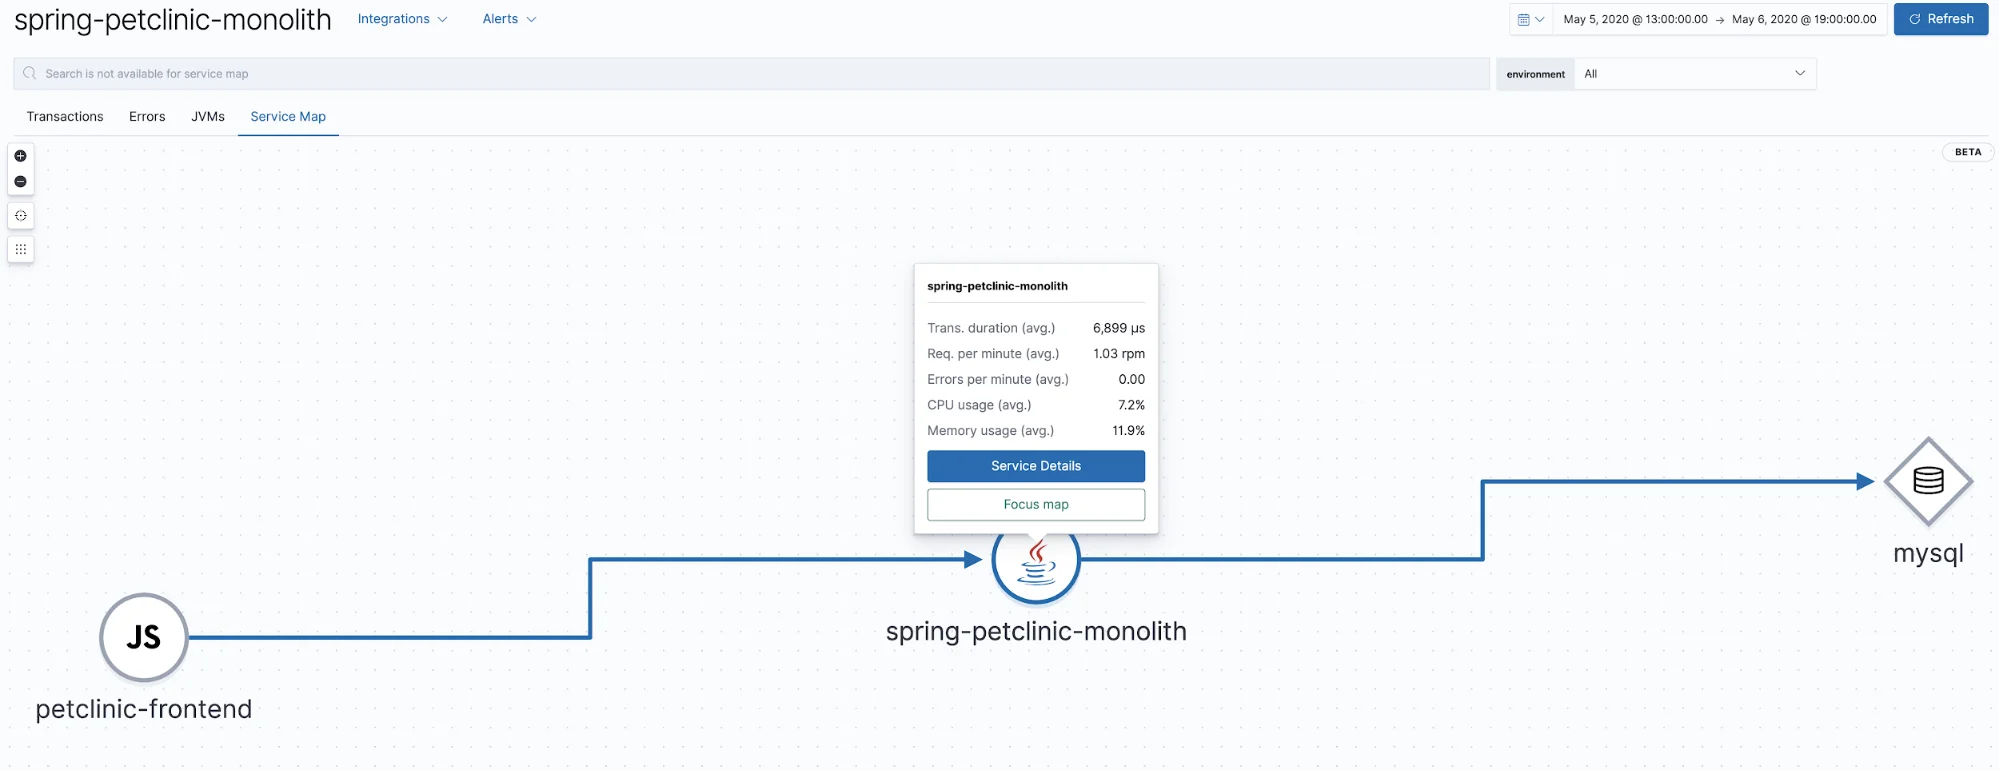 spring-petclinic-monolith Integrations Alerts May 5, 2020 @ 13:00:00.00 → May 6, 2020 @ 19:00:00.00 Refresh
Search is not available for service map environment All
Transactions Errors JVMs Service Map
BETA
spring-petclinic-monolith
Trans. duration (avg.) 6,899 μs
Req. per minute (avg.) 1.03 rpm
Errors per minute (avg.) 0.00
CPU usage (avg.) 7.2%
Memory usage (avg.) 11.9%
Service Details
Focus map
mysql
spring-petclinic-monolith
JS
petclinic-frontend